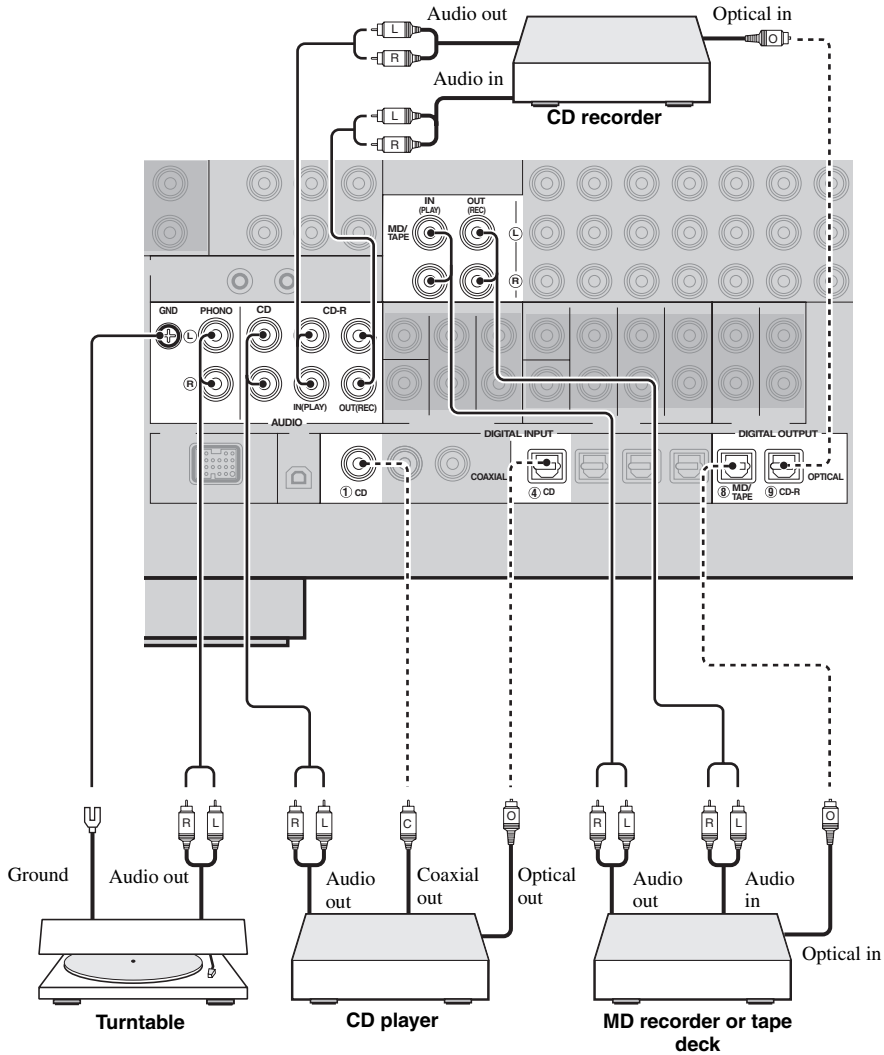 Audio out
Optical in
L
R
O
Audio in
L
R
CD recorder
IN
(PLAY)
OUT
(REC)
MD/
TAPE
L
R
GND
PHONO
CD
CD-R
L
R
IN(PLAY)
OUT(REC)
AUDIO
DIGITAL INPUT
DIGITAL OUTPUT
COAXIAL
OPTICAL
① CD
④ CD
⑧ MD/
TAPE
⑨ CD-R
R
L
R
L
C
O
R
L
R
L
O
Ground
Audio out
Audio
out
Coaxial
out
Optical
out
Audio
out
Audio
in
Optical in
Turntable
CD player
MD recorder or tape
deck